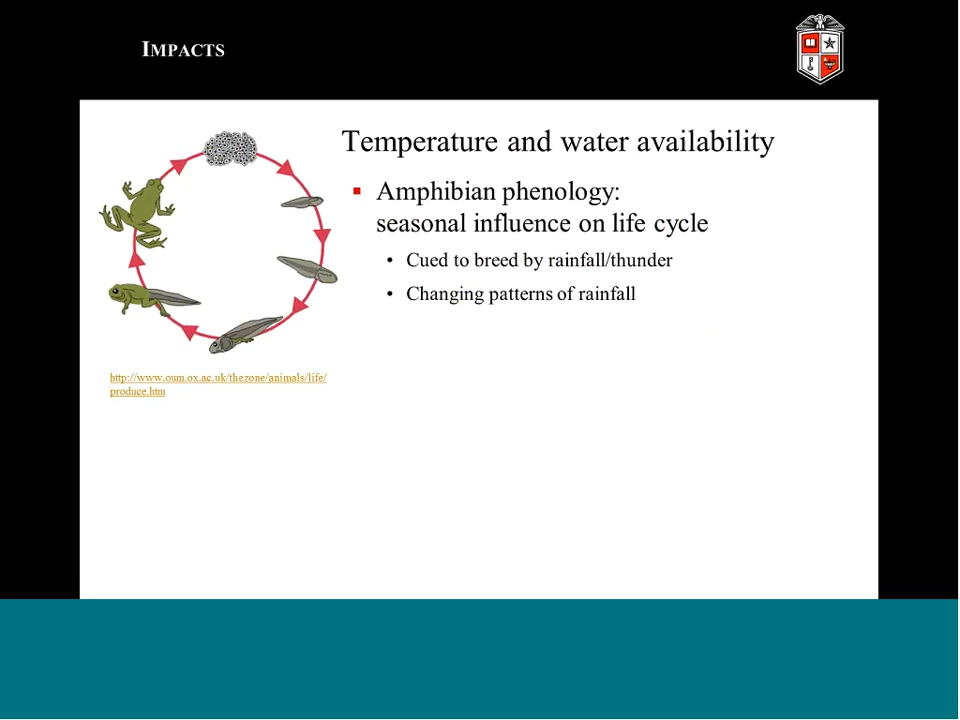 IMPACTS
Temperature and water availability
▪ Amphibian phenology:
seasonal influence on life cycle
• Cued to breed by rainfall/thunder
• Changing patterns of rainfall
http://www.oum.ox.ac.uk/thezone/animals/life/
produce.htm